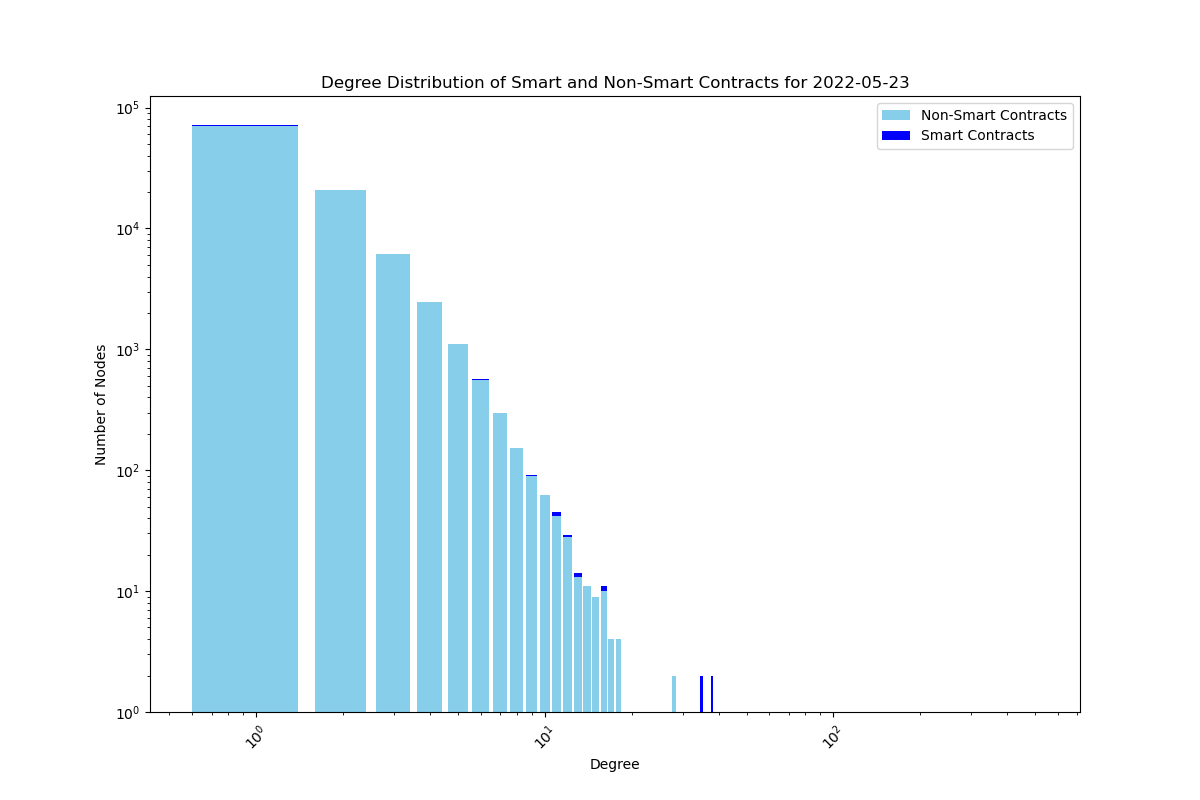 Degree Distribution of Smart and Non-Smart Contracts for 2022-05-23
Non-Smart Contracts
Smart Contracts
Number of Nodes
10⁵
10⁴
10³
10²
10¹
10⁰
10⁰
10¹
10²
Degree